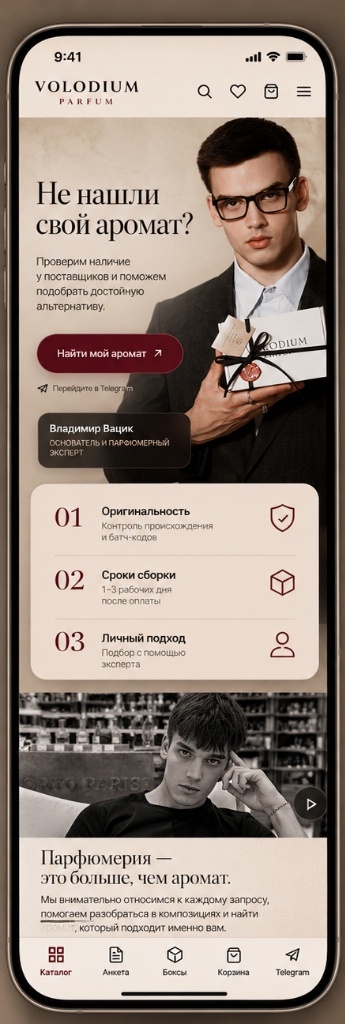 9:41
VOLODIUM
PARFUM
Не нашли
свой аромат?
Проверим наличие
у поставщиков и поможем
подобрать достойную
альтернативу.
Найти мой аромат
Перейдите в Telegram
VOLODIUM
Владимир Вацик
ОСНОВАТЕЛЬ И ПАРФЮМЕРНЫЙ
ЭКСПЕРТ
01 Оригинальность
Контроль происхождения
и батч-кодов
02 Сроки сборки
1–3 рабочих дня
после оплаты
03 Личный подход
Подбор с помощью
эксперта
ORTO PARISI
Парфюмерия —
это больше, чем аромат.
Мы внимательно относимся к каждому запросу,
помогаем разобраться в композициях и найти
аромат, который подходит именно вам.
Каталог Анкета Боксы Корзина Telegram